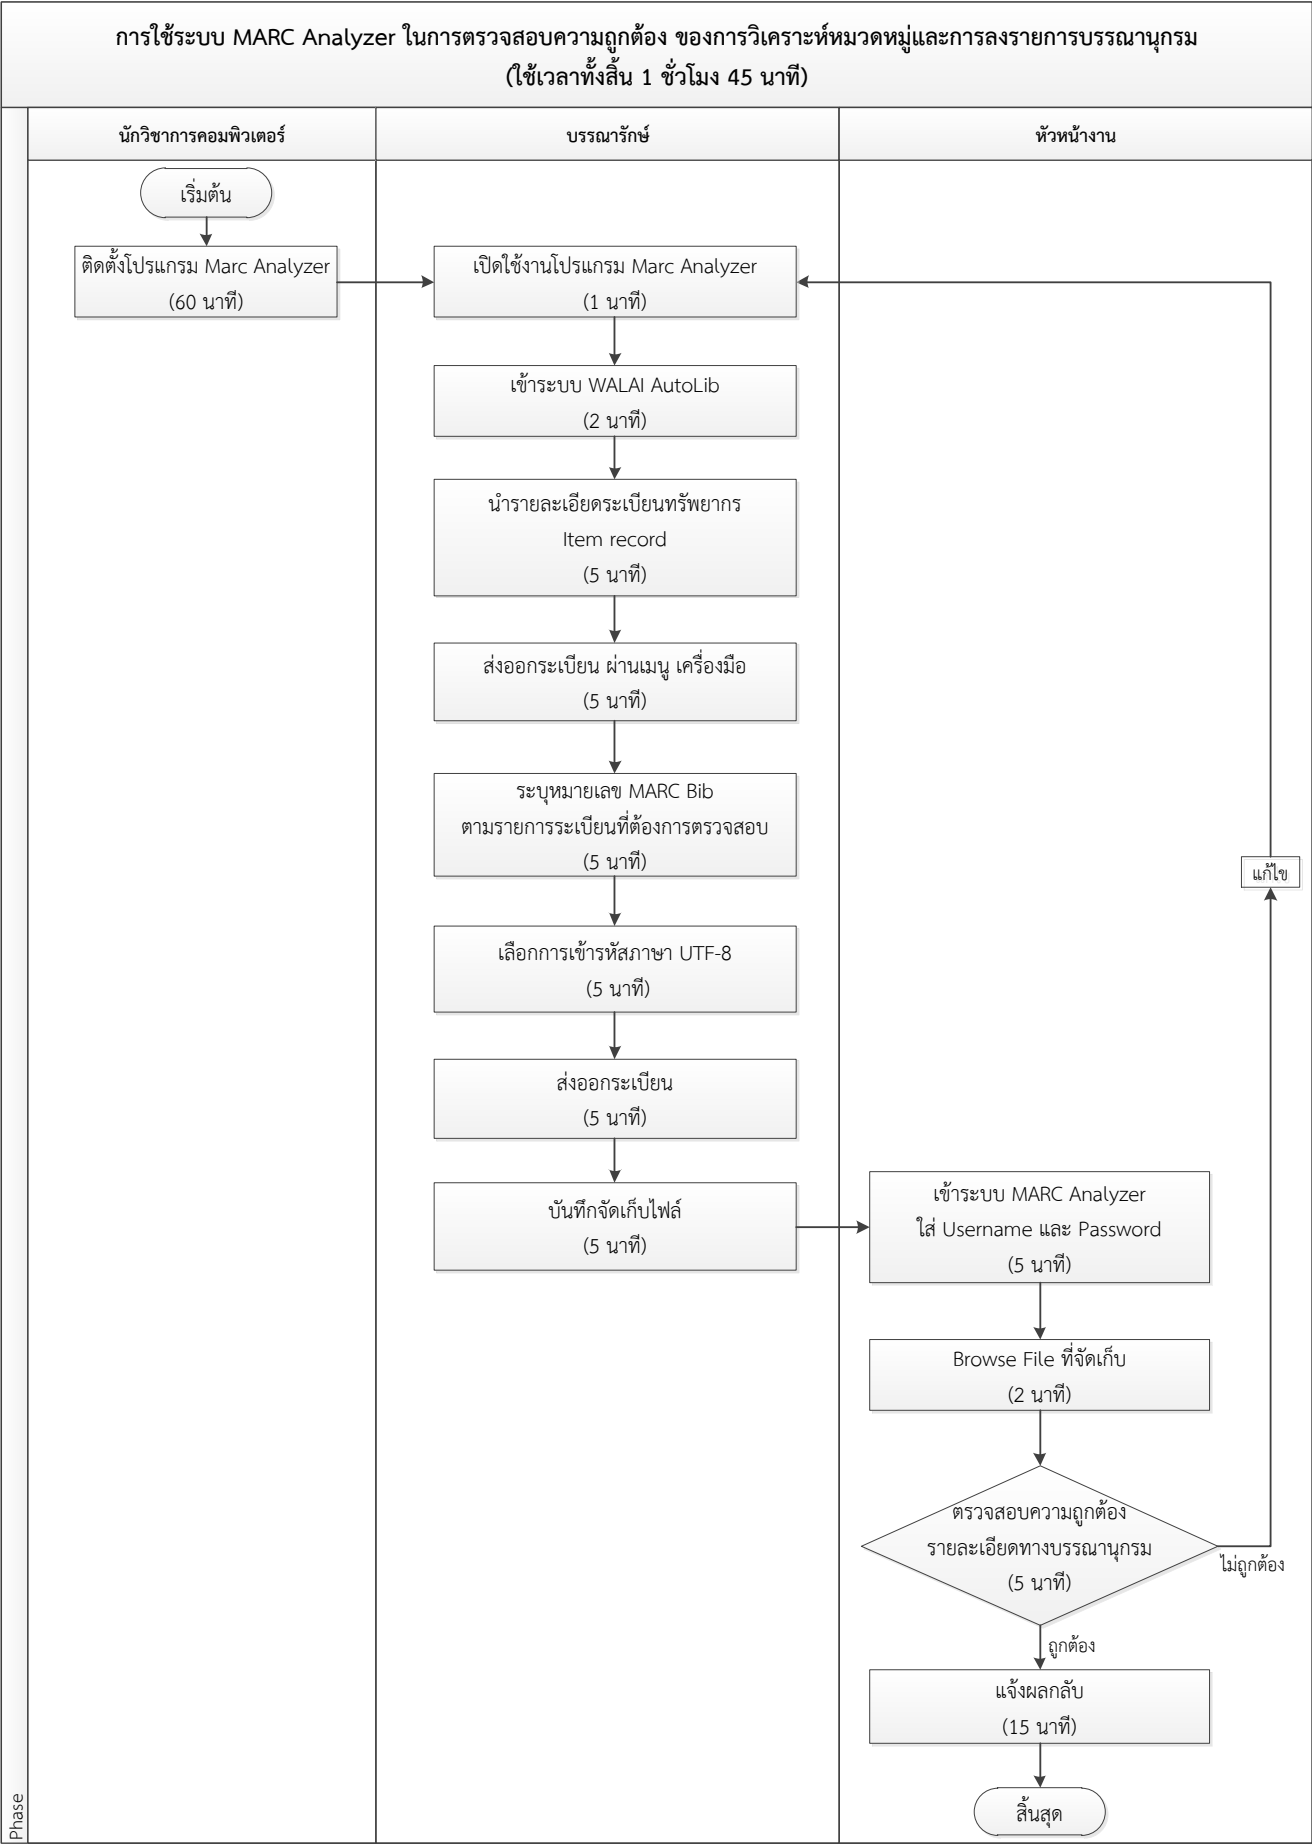 การใช้ระบบ MARC Analyzer ในการตรวจสอบความถูกต้อง ของการวิเคราะห์หมวดหมู่และการลงรายการบรรณานุกรม
(ใช้เวลาทั้งสิ้น 1 ชั่วโมง 45 นาที)
นักวิชาการคอมพิวเตอร์
บรรณารักษ์
หัวหน้างาน
เริ่มต้น
ติดตั้งโปรแกรม Marc Analyzer
(60 นาที)
เปิดใช้งานโปรแกรม Marc Analyzer
(1 นาที)
เข้าระบบ WALAI AutoLib
(2 นาที)
นำรายละเอียดระเบียนทรัพยากร
Item record
(5 นาที)
ส่งออกระเบียน ผ่านเมนู เครื่องมือ
(5 นาที)
ระบุหมายเลข MARC Bib
ตามรายการระเบียนที่ต้องการตรวจสอบ
(5 นาที)
แก้ไข
เลือกการเข้ารหัสภาษา UTF-8
(5 นาที)
ส่งออกระเบียน
(5 นาที)
บันทึกจัดเก็บไฟล์
(5 นาที)
เข้าระบบ MARC Analyzer
ใส่ Username และ Password
(5 นาที)
Browse File ที่จัดเก็บ
(2 นาที)
ตรวจสอบความถูกต้อง
รายละเอียดทางบรรณานุกรม
(5 นาที)
ไม่ถูกต้อง
ถูกต้อง
แจ้งผลกลับ
(15 นาที)
สิ้นสุด
Phase